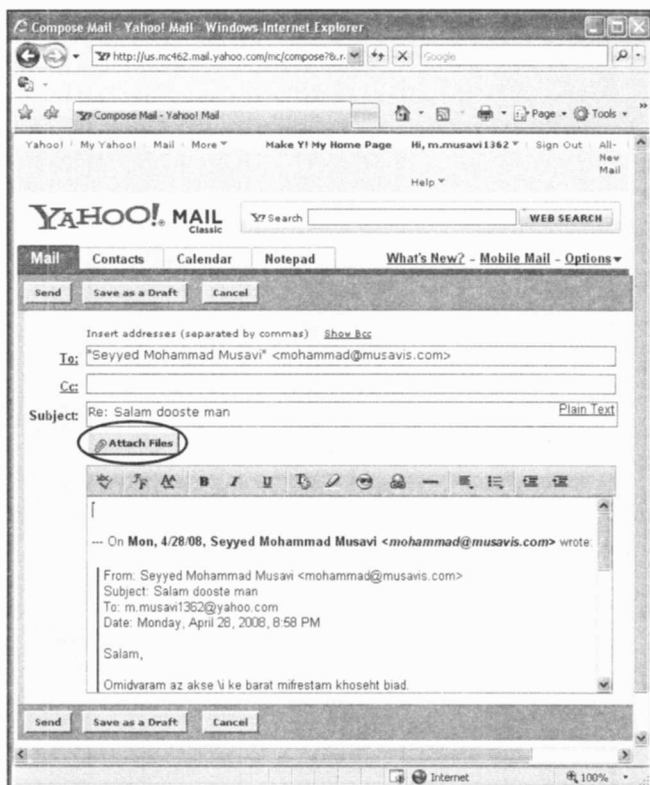 Compose Mail - Yahoo! Mail - Windows Internet Explorer
http://us.mc462.mail.yahoo.com/mc/compose?&.r. Google
Compose Mail - Yahoo! Mail Page Tools »
Yahoo! My Yahoo! Mail More Make Y! My Home Page Hi, m.musavi1362 Sign Out All-New Mail
Help
YAHOO! MAIL Classic Search WEB SEARCH
Mail Contacts Calendar Notepad What's New? - Mobile Mail - Options
Send Save as a Draft Cancel
Insert addresses (separated by commas) Show Bcc
To: "Seyyed Mohammad Musavi" <mohammad@musavis.com>
Cc:
Subject: Re: Salam dooste man Plain Text
Attach Files
B I U
--- On Mon, 4/28/08, Seyyed Mohammad Musavi <mohammad@musavis.com> wrote:
From: Seyyed Mohammad Musavi <mohammad@musavis.com>
Subject: Salam dooste man
To: m.musavi1362@yahoo.com
Date: Monday, April 28, 2008, 8:58 PM
Salam,
Omidvaram az akse \i ke barat mifrestam khoseht biad.
Send Save as a Draft Cancel
Internet 100%